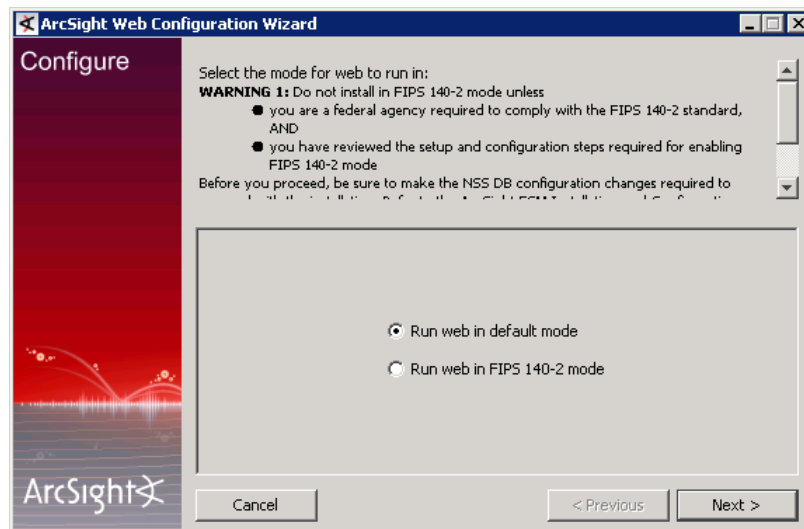 ArcSight Web Configuration Wizard
Configure
Select the mode for web to run in:
WARNING 1: Do not install in FIPS 140-2 mode unless
● you are a federal agency required to comply with the FIPS 140-2 standard,
AND
● you have reviewed the setup and configuration steps required for enabling
FIPS 140-2 mode
Before you proceed, be sure to make the NSS DB configuration changes required to
Run web in default mode
Run web in FIPS 140-2 mode
ArcSight
Cancel
< Previous
Next >